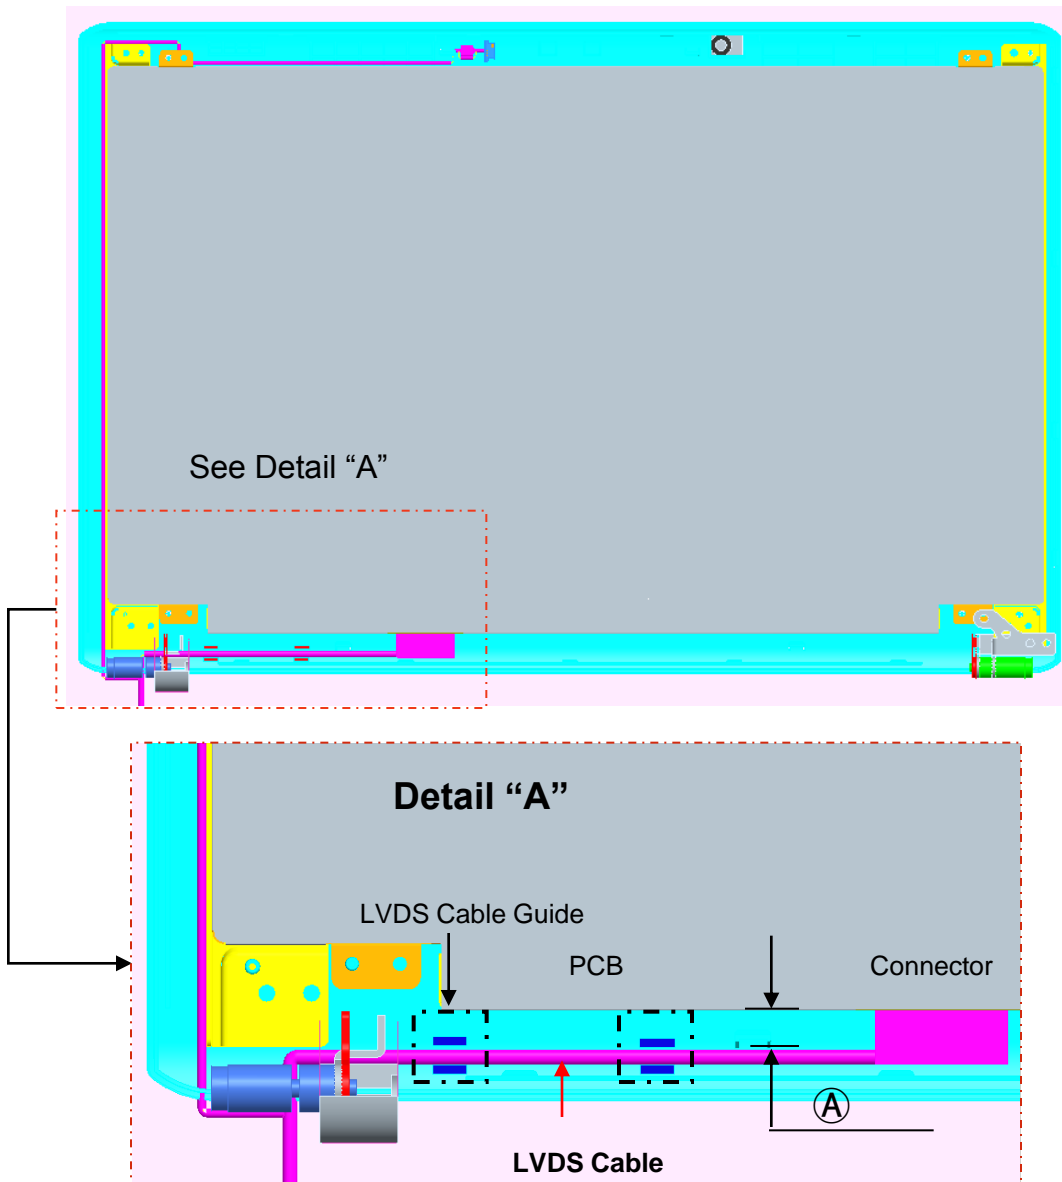 See Detail “A”
Detail “A”
LVDS Cable Guide
PCB
Connector
Ⓐ
LVDS Cable